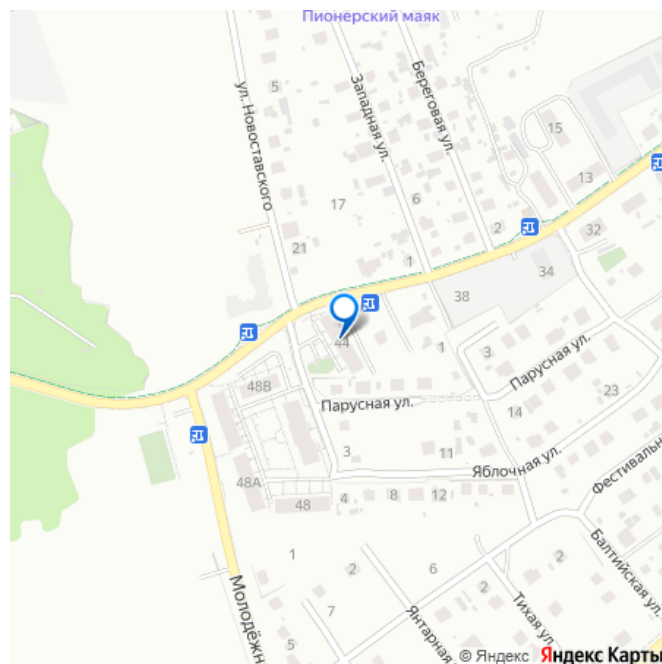 Пионерский маяк
ул. Новоставского
5
Западная ул.
Береговая ул.
6
15
13
17
21
2
32
1
34
38
44
1
3
Парусная ул.
48В
Парусная ул.
14
23
3
11
Яблочная ул.
Фестивальн
48А
48
4
8
12
1
2
6
2
2
Балтийская ул.
7
Молодёжн
5
Янтарная
Тихая ул.
© Яндекс Яндекс Карты